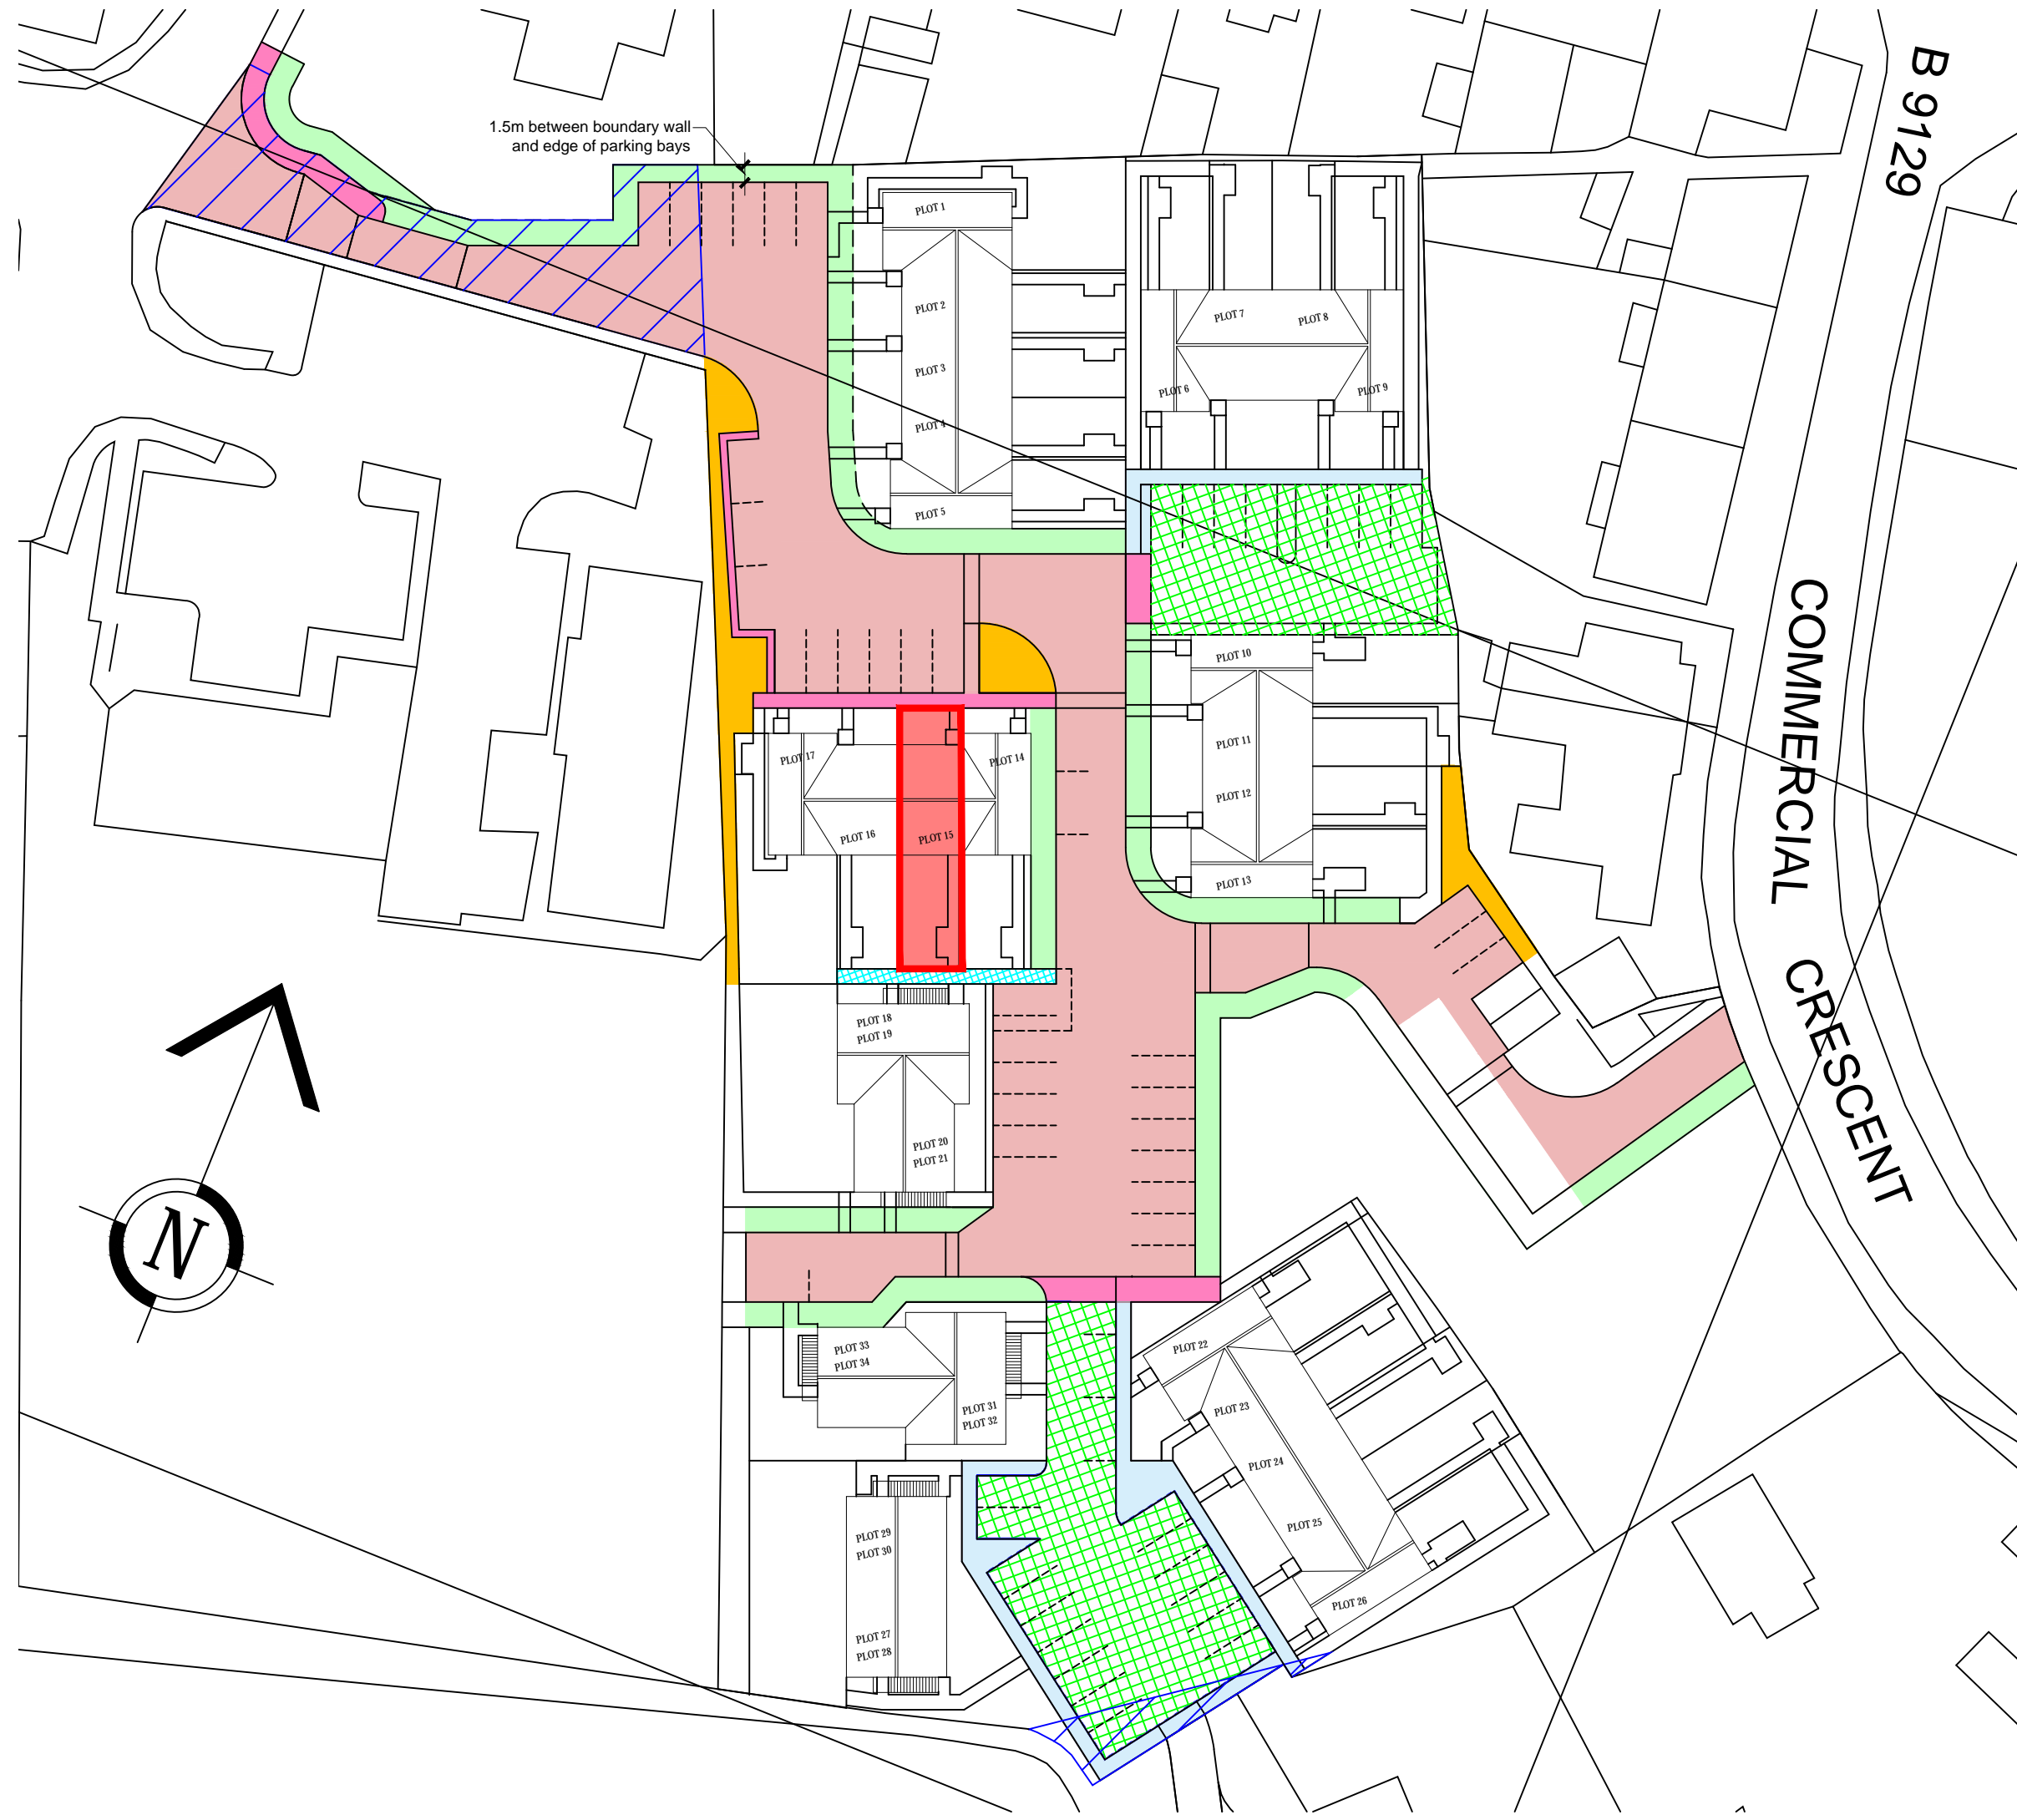 B 9129
1.5m between boundary wall
and edge of parking bays
PLOT 1
PLOT 2
PLOT 3
PLOT 4
PLOT 5
PLOT 7
PLOT 8
PLOT 6
PLOT 9
COMMERCIAL CRESCENT
PLOT 10
PLOT 11
PLOT 12
PLOT 13
PLOT 17
PLOT 14
PLOT 16
PLOT 15
PLOT 18
PLOT 19
PLOT 20
PLOT 21
N
PLOT 33
PLOT 34
PLOT 31
PLOT 32
PLOT 22
PLOT 23
PLOT 24
PLOT 25
PLOT 26
PLOT 29
PLOT 30
PLOT 27
PLOT 28